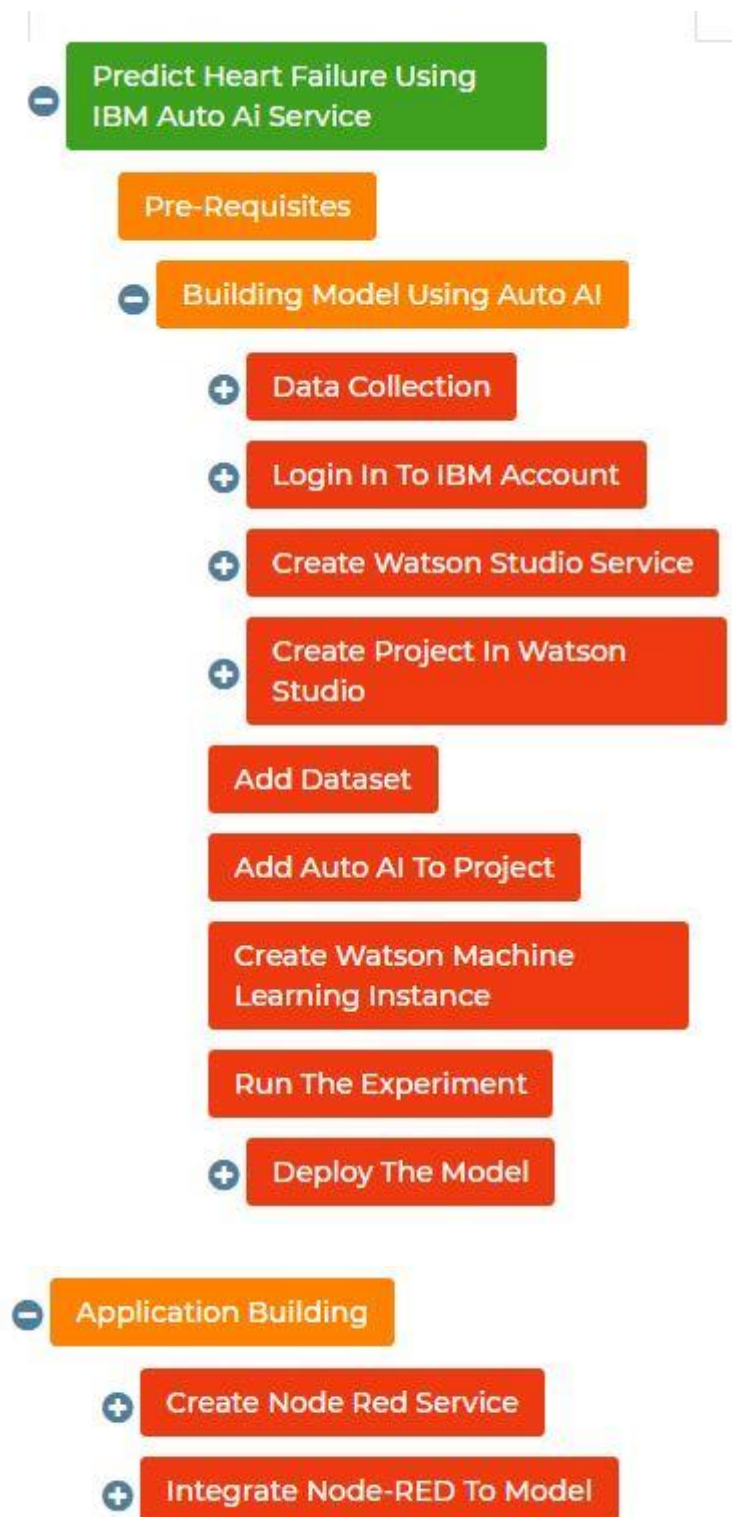 Predict Heart Failure Using
IBM Auto Ai Service
Pre-Requisites
Building Model Using Auto AI
Data Collection
Login In To IBM Account
Create Watson Studio Service
Create Project In Watson
Studio
Add Dataset
Add Auto AI To Project
Create Watson Machine
Learning Instance
Run The Experiment
Deploy The Model
Application Building
Create Node Red Service
Integrate Node-RED To Model